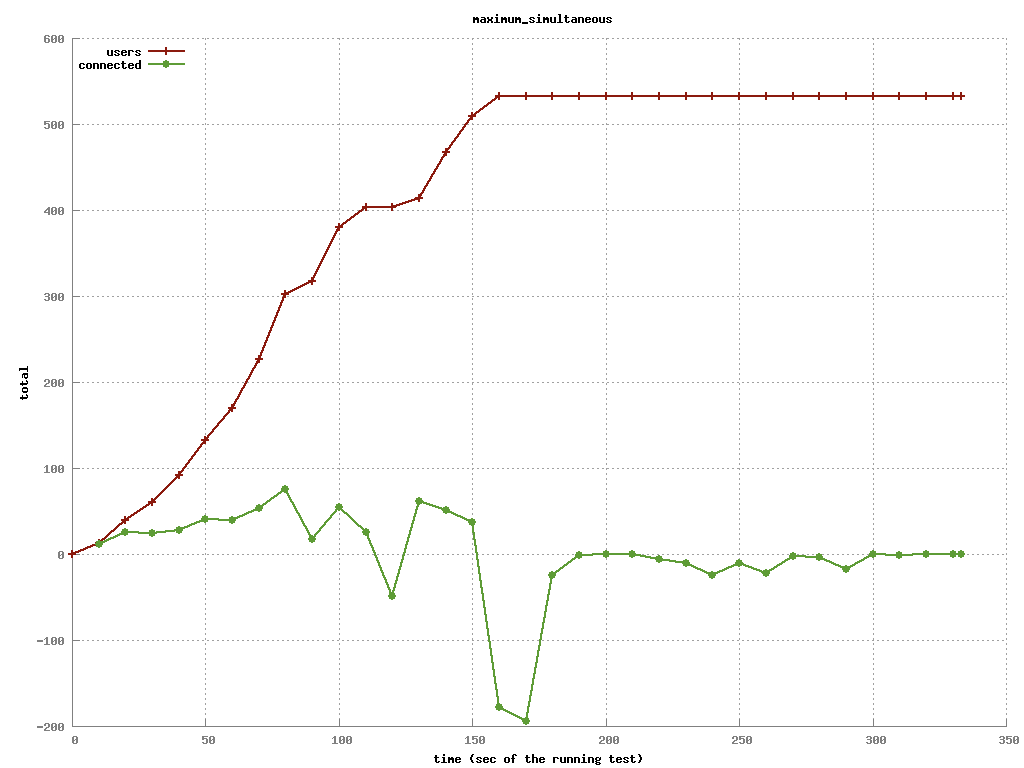 maximum_simultaneous
users
connected
600
500
400
300
200
100
0
-100
-200
total
0 50 100 150 200 250 300 350
time (sec of the running test)